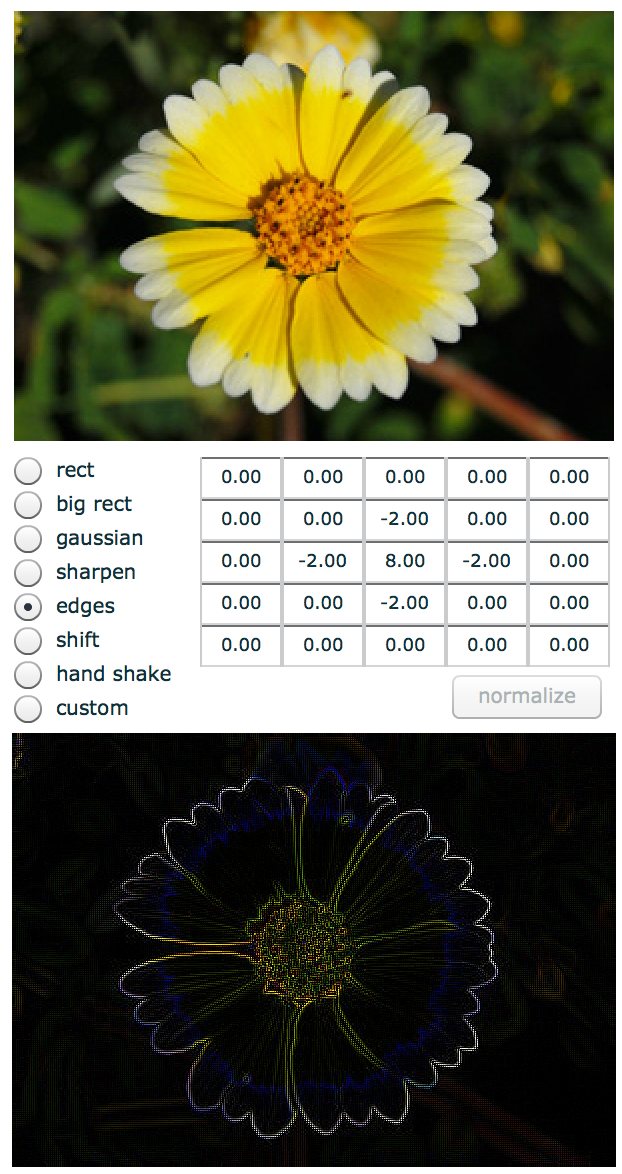 rect
big rect
gaussian
sharpen
edges
shift
hand shake
custom
0.00 0.00 0.00 0.00 0.00
0.00 0.00 -2.00 0.00 0.00
0.00 -2.00 8.00 -2.00 0.00
0.00 0.00 -2.00 0.00 0.00
0.00 0.00 0.00 0.00 0.00
normalize